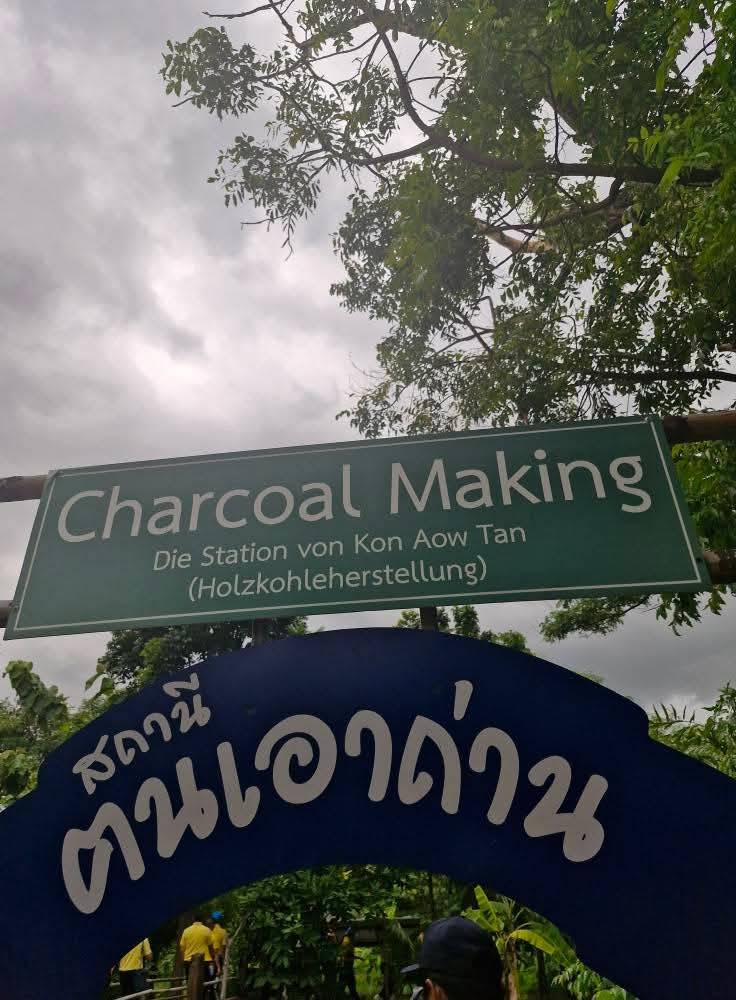 Charcoal Making
Die Station von Kon Aow Tan
(Holzkohleherstellung)
สถานี
ฅนเอาถ่าน